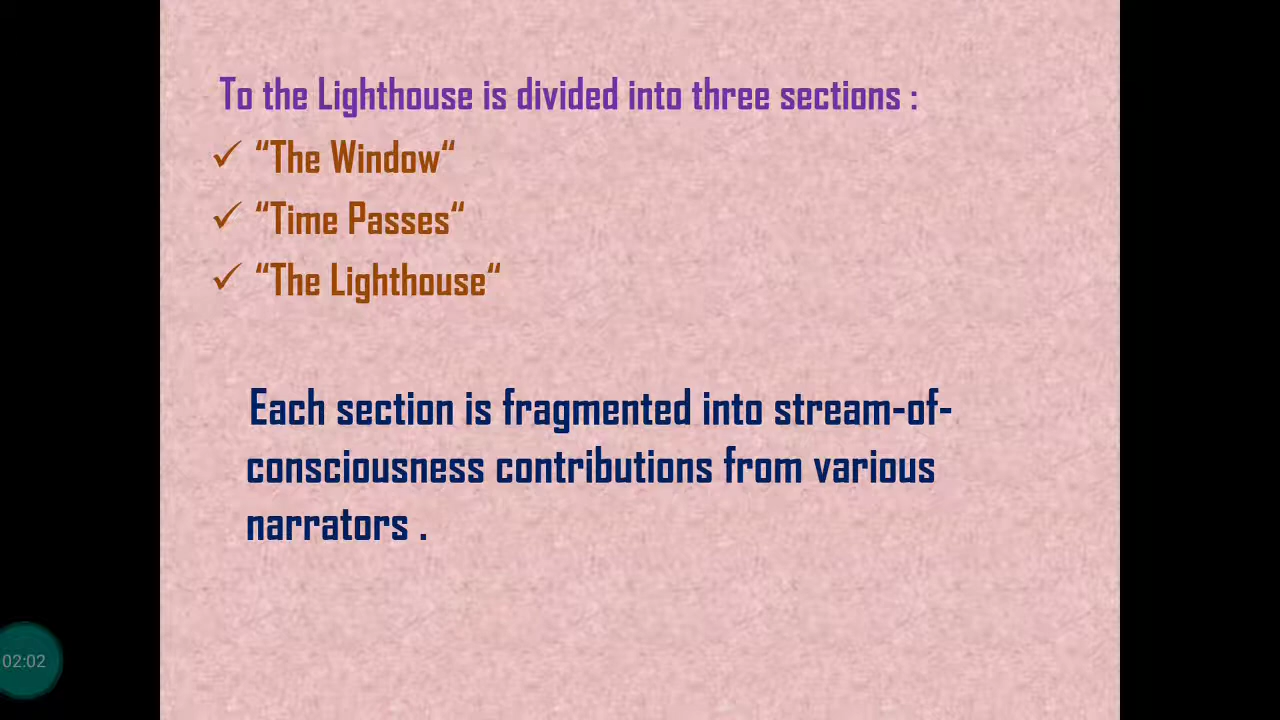 To the Lighthouse is divided into three sections :
✓ “The Window“
✓ “Time Passes“
✓ “The Lighthouse“
Each section is fragmented into stream-of-
consciousness contributions from various
narrators .
02:02